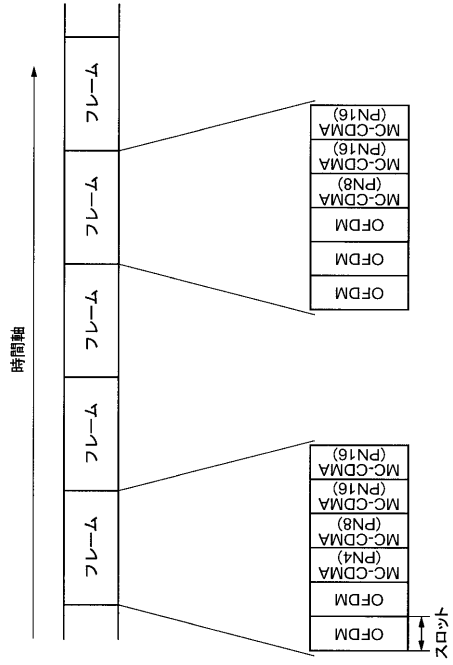 時間軸
フレーム
フレーム
フレーム
フレーム
フレーム
OFDM
OFDM
MC-CDMA
(PN4)
MC-CDMA
(PN8)
MC-CDMA
(PN16)
MC-CDMA
(PN16)
スロット
OFDM
OFDM
OFDM
MC-CDMA
(PN8)
MC-CDMA
(PN16)
MC-CDMA
(PN16)